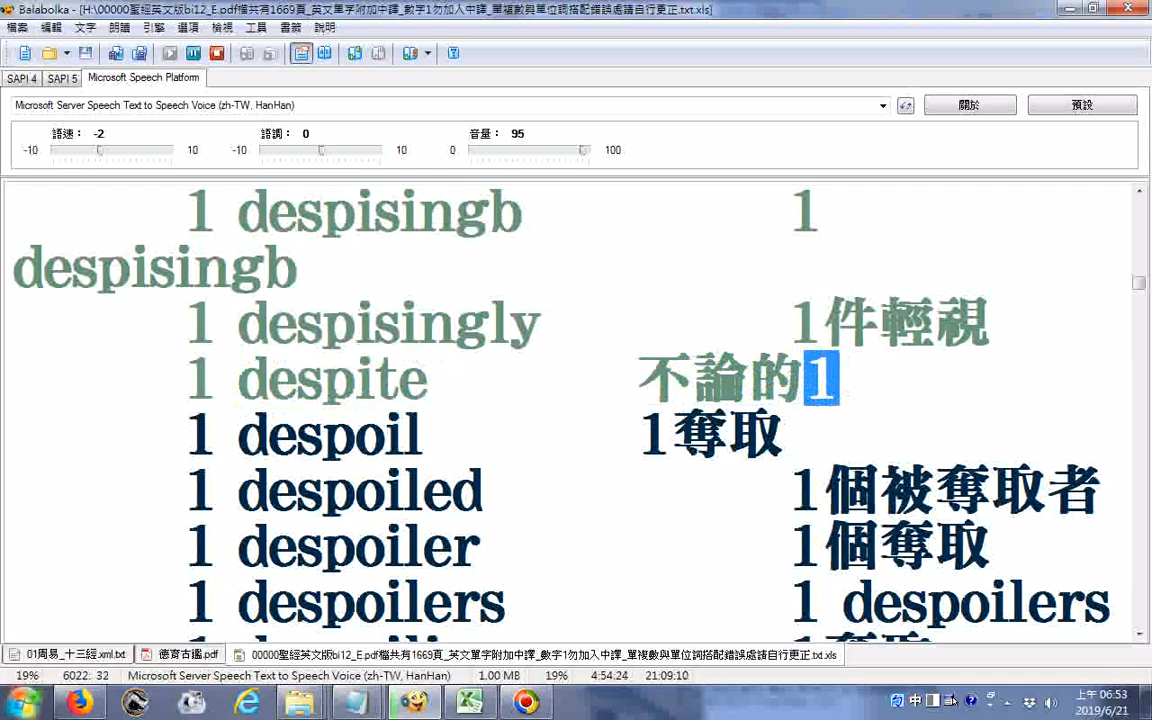 Balabolka - [H:\00000聖經英文版bi12_E.pdf檔共有1669頁_英文單字附加中譯_數字1勿加入中譯_單複數與單位詞搭配錯誤處請自行更正.txt.xls]
檔案 編輯 文字 朗讀 引擎 選項 檢視 工具 書籤 說明
SAPI 4 SAPI 5 Microsoft Speech Platform
Microsoft Server Speech Text to Speech Voice (zh-TW, HanHan) 關於 預設
語速： -2 語調： 0 音量： 95
-10 10 -10 10 0 100
1 despisingb 1
despisingb
1 despisingly 1件輕視
1 despite 不論的1
1 despoil 1奪取
1 despoiled 1個被奪取者
1 despoiler 1個奪取
1 despoilers 1 despoilers
01周易_十三經.xml.txt 德育古鑑.pdf 00000聖經英文版bi12_E.pdf檔共有1669頁_英文單字附加中譯_數字1勿加入中譯_單複數與單位詞搭配錯誤處請自行更正.txt.xls
19% 6022: 32 Microsoft Server Speech Text to Speech Voice (zh-TW, HanHan) 1.00 MB 19% 4:54:24 21:09:10
中 上午 06:53
2019/6/21